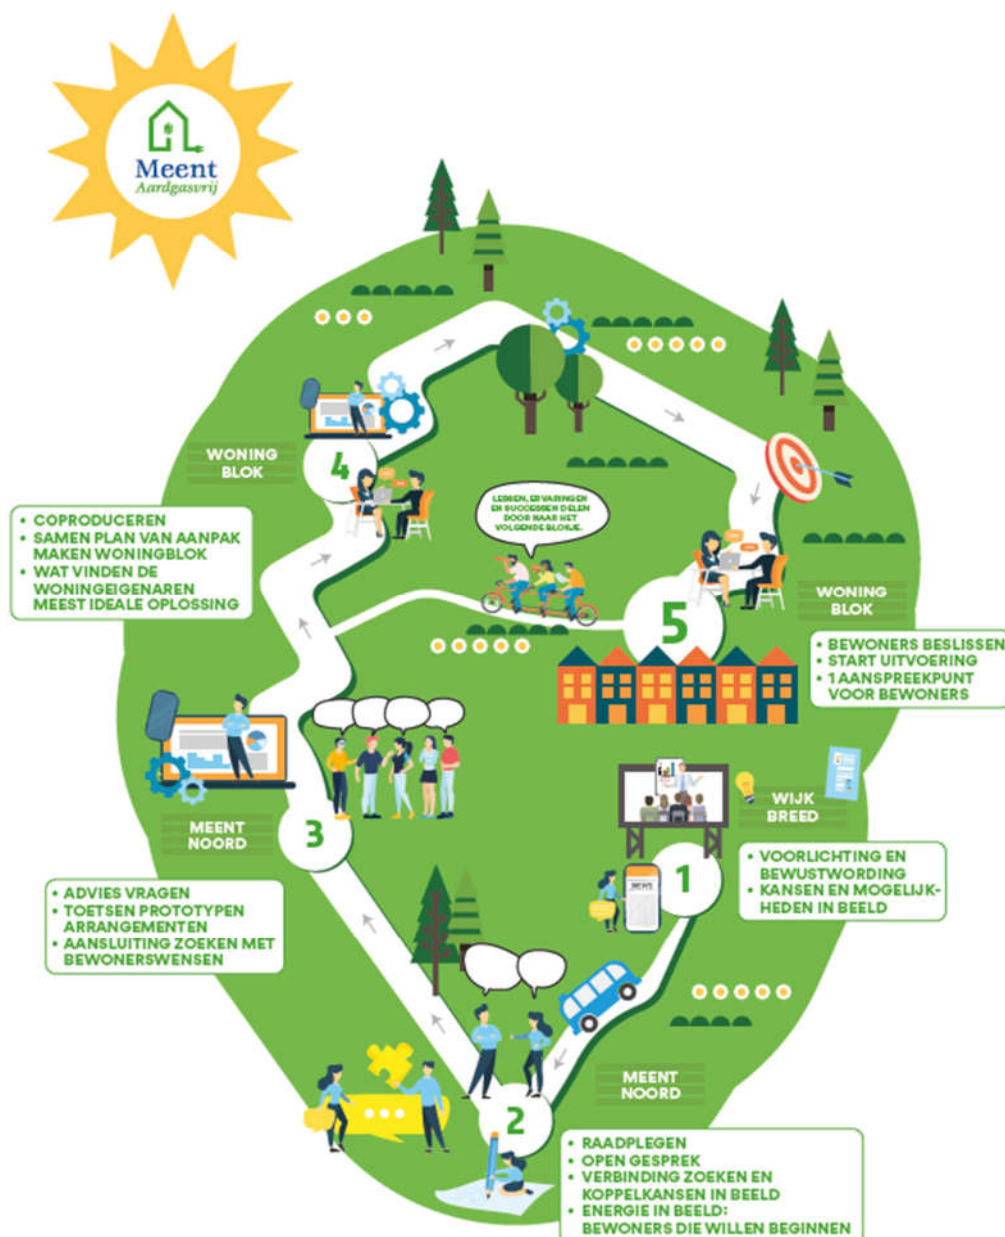 Meent
Aardgasvrij
WONING
BLOK
4
• COPRODUCEREN
• SAMEN PLAN VAN AANPAK
MAKEN WONINGBLOK
• WAT VINDEN DE
WONINGEIGENAREN
MEEST IDEALE OPLOSSING
LESSEN, ERVARINGEN
EN SUCCESSEN DELEN
DOOR NAAR HET
VOLGENDE BLOKJE.
5
WONING
BLOK
• BEWONERS BESLISSEN
• START UITVOERING
• 1 AANSPREEKPUNT
VOOR BEWONERS
MEENT
NOORD
3
• ADVIES VRAGEN
• TOETSEN PROTOTYPEN
ARRANGEMENTEN
• AANSLUITING ZOEKEN MET
BEWONERSWENSEN
WIJK
BREED
1
NEWS
• VOORLICHTING EN
BEWUSTWORDING
• KANSEN EN MOGELIJK-
HEDEN IN BEELD
MEENT
NOORD
2
• RAADPLEGEN
• OPEN GESPREK
• VERBINDING ZOEKEN EN
KOPPELKANSEN IN BEELD
• ENERGIE IN BEELD:
BEWONERS DIE WILLEN BEGINNEN